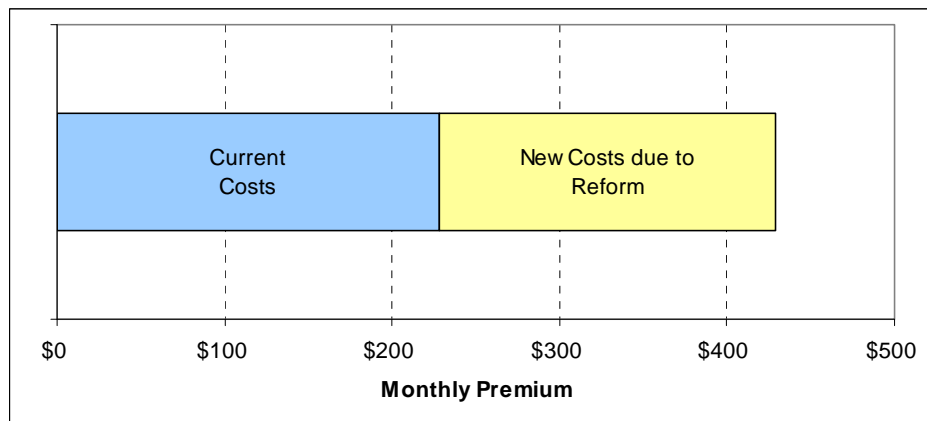 Current
Costs
New Costs due to
Reform
$0
$100
$200
$300
$400
$500
Monthly Premium